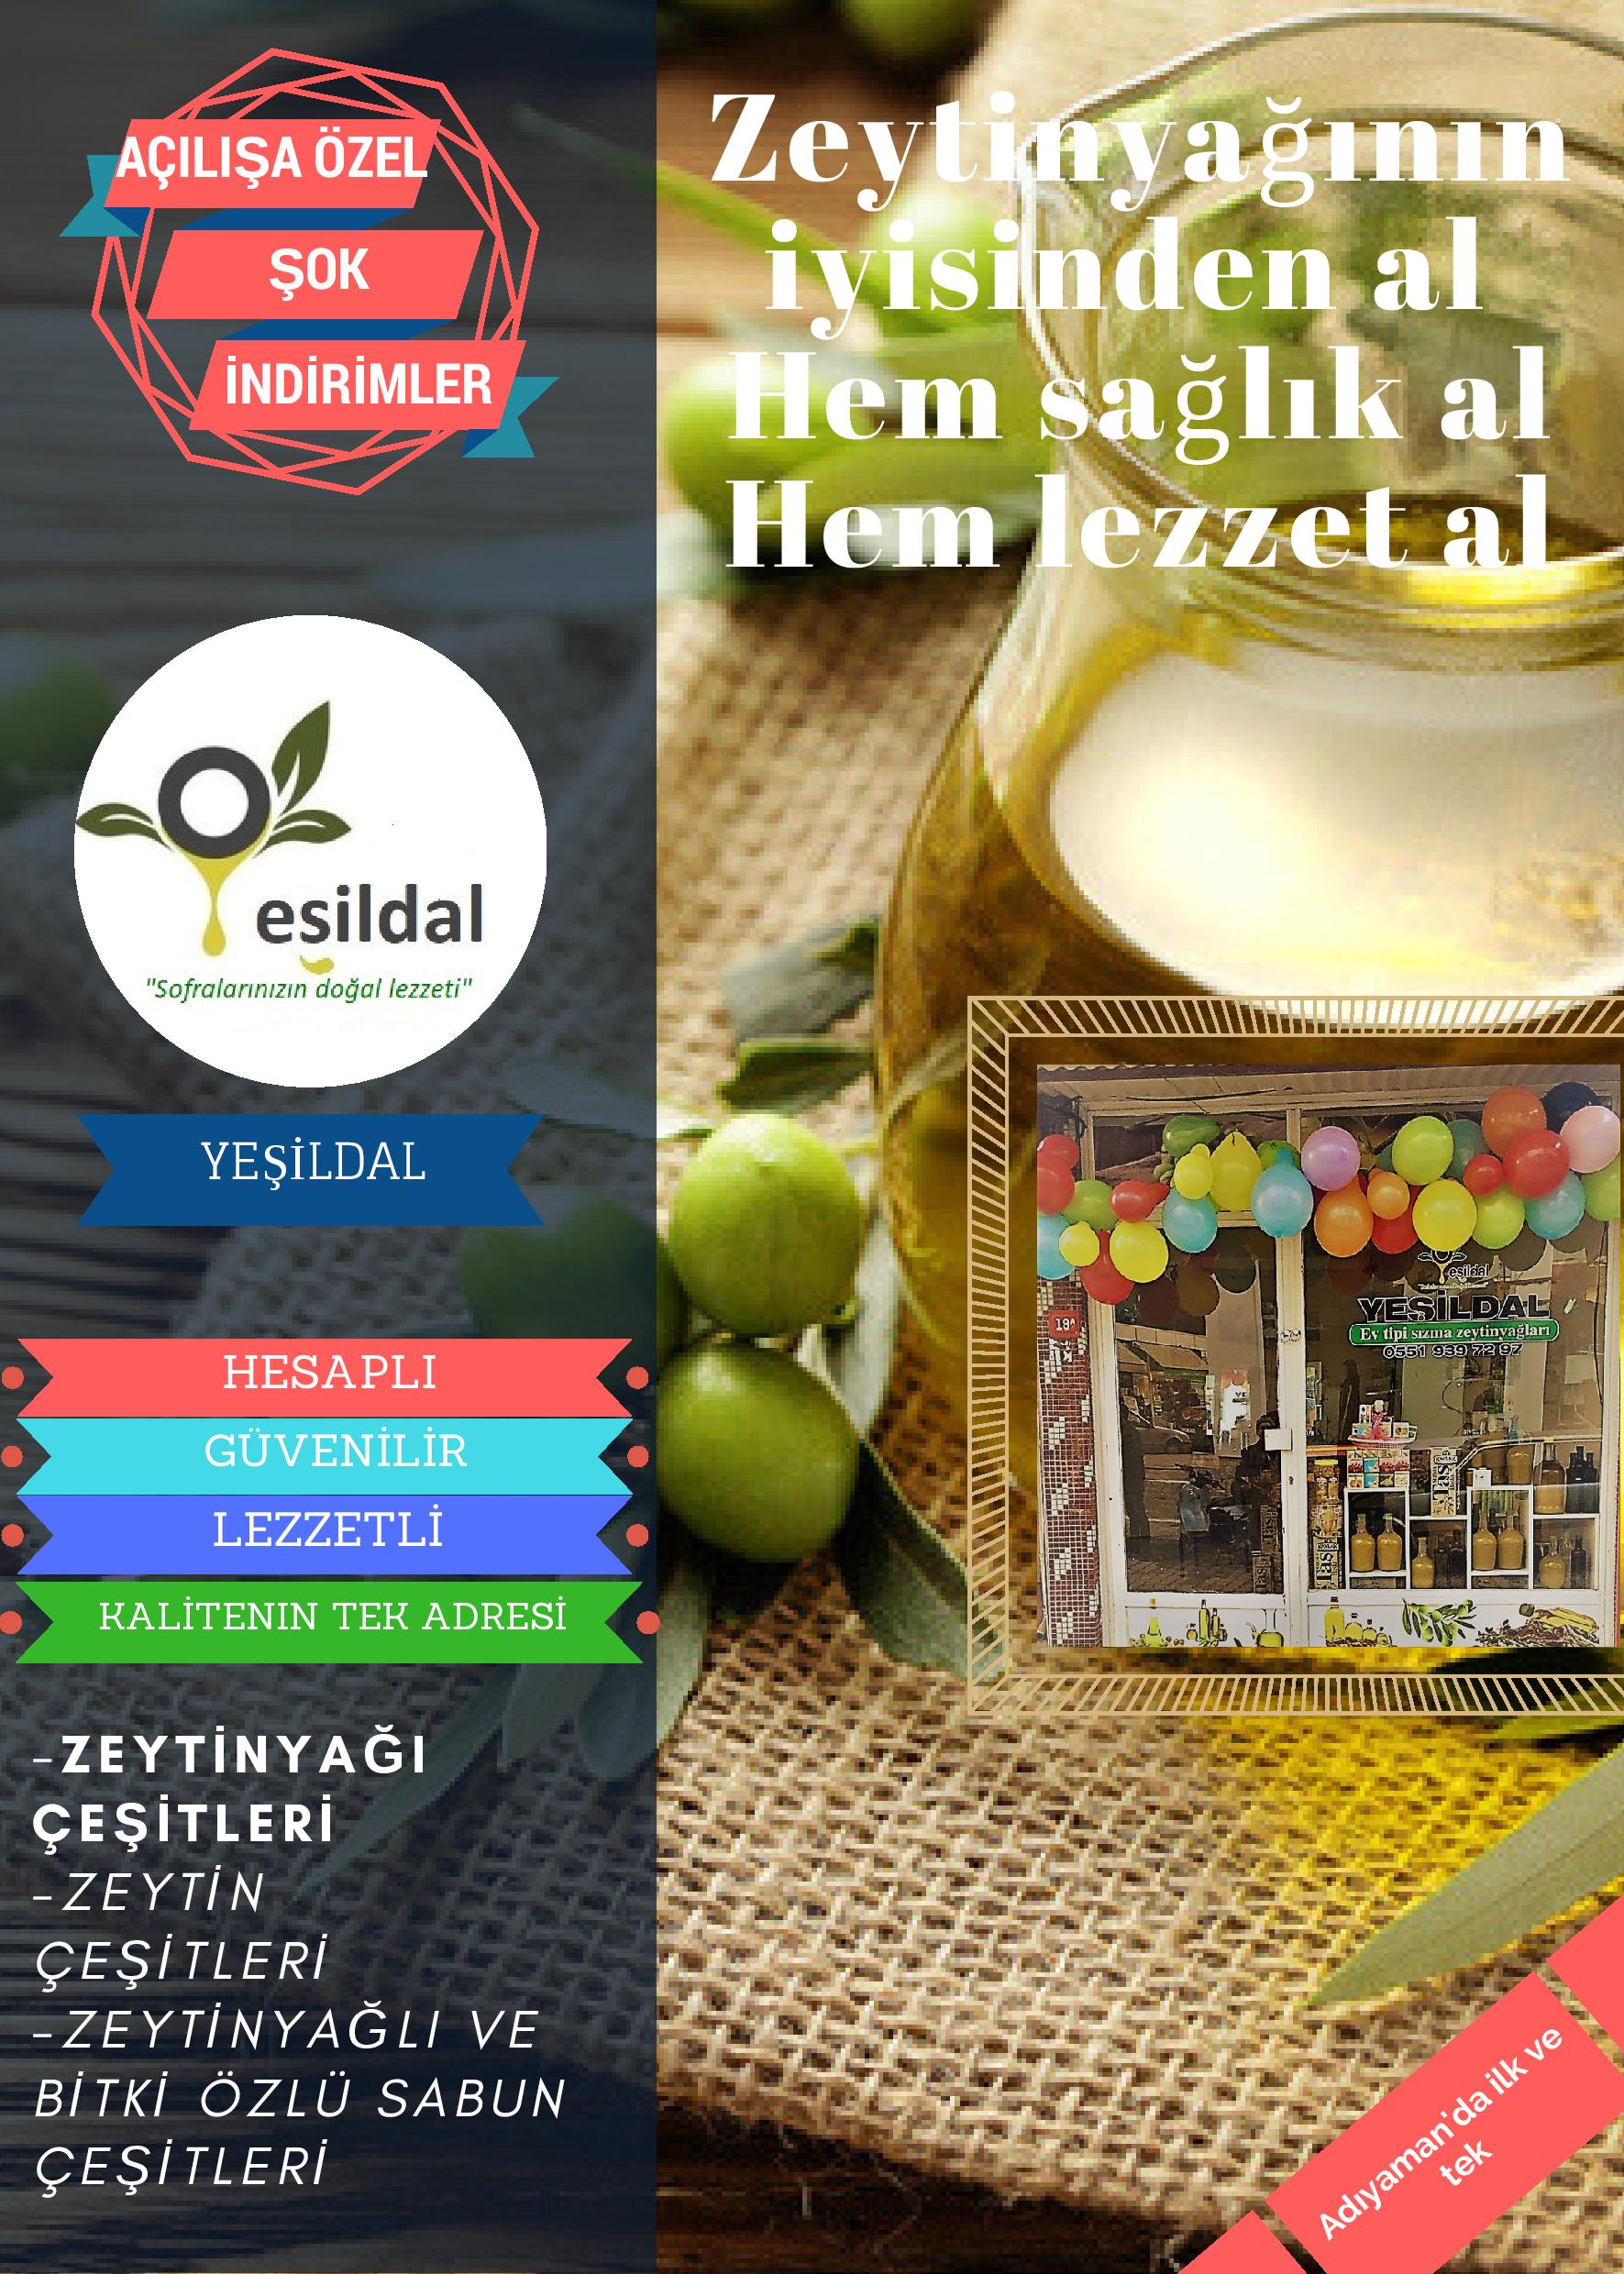 AÇILIŞA ÖZEL
ŞOK
İNDİRİMLER
Zeytinyağının
iyisinden al
Hem sağlık al
Hem lezzet al
eşildal
"Sofralarınızın doğal lezzeti"
YEŞİLDAL
HESAPLI
GÜVENİLİR
LEZZETLİ
KALİTENIN TEK ADRESİ
-ZEYTİNYAĞI
ÇEŞİTLERİ
-ZEYTİN
ÇEŞİTLERİ
-ZEYTİNYAĞLI VE
BİTKİ ÖZLÜ SABUN
ÇEŞİTLERİ
eşildal
YEŞİLDAL
Ev tipi sızma zeytinyağları
0551 939 72 97
Adıyaman'da ilk ve
tek